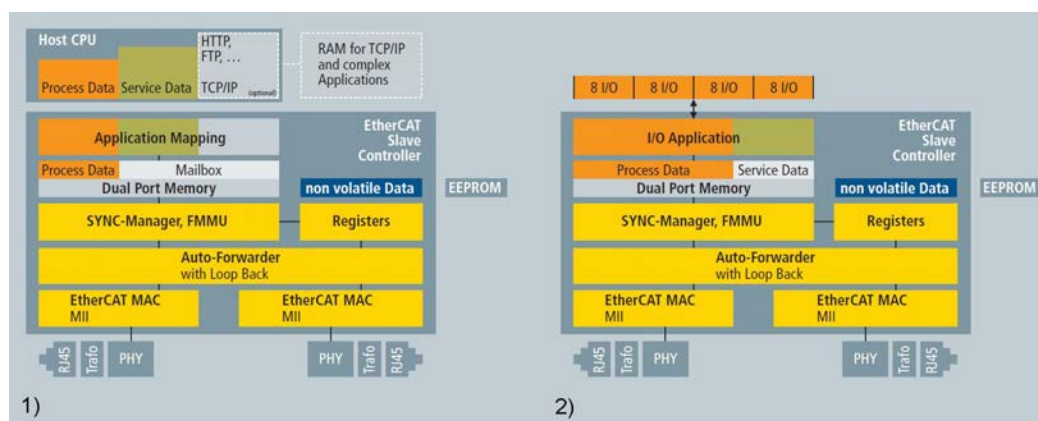 Host CPU
HTTP,
FTP, ...
Process Data
Service Data
TCP/IP
(optional)
RAM for TCP/IP
and complex
Applications
Application Mapping
EtherCAT
Slave
Controller
Process Data
Mailbox
Dual Port Memory
non volatile Data
EEPROM
SYNC-Manager, FMMU
Registers
Auto-Forwarder
with Loop Back
EtherCAT MAC
MII
EtherCAT MAC
MII
RJ45
Trafo
PHY
PHY
Trafo
RJ45
1)
8 I/O
8 I/O
8 I/O
8 I/O
I/O Application
EtherCAT
Slave
Controller
Process Data
Service Data
Dual Port Memory
non volatile Data
EEPROM
SYNC-Manager, FMMU
Registers
Auto-Forwarder
with Loop Back
EtherCAT MAC
MII
EtherCAT MAC
MII
RJ45
Trafo
PHY
PHY
Trafo
RJ45
2)